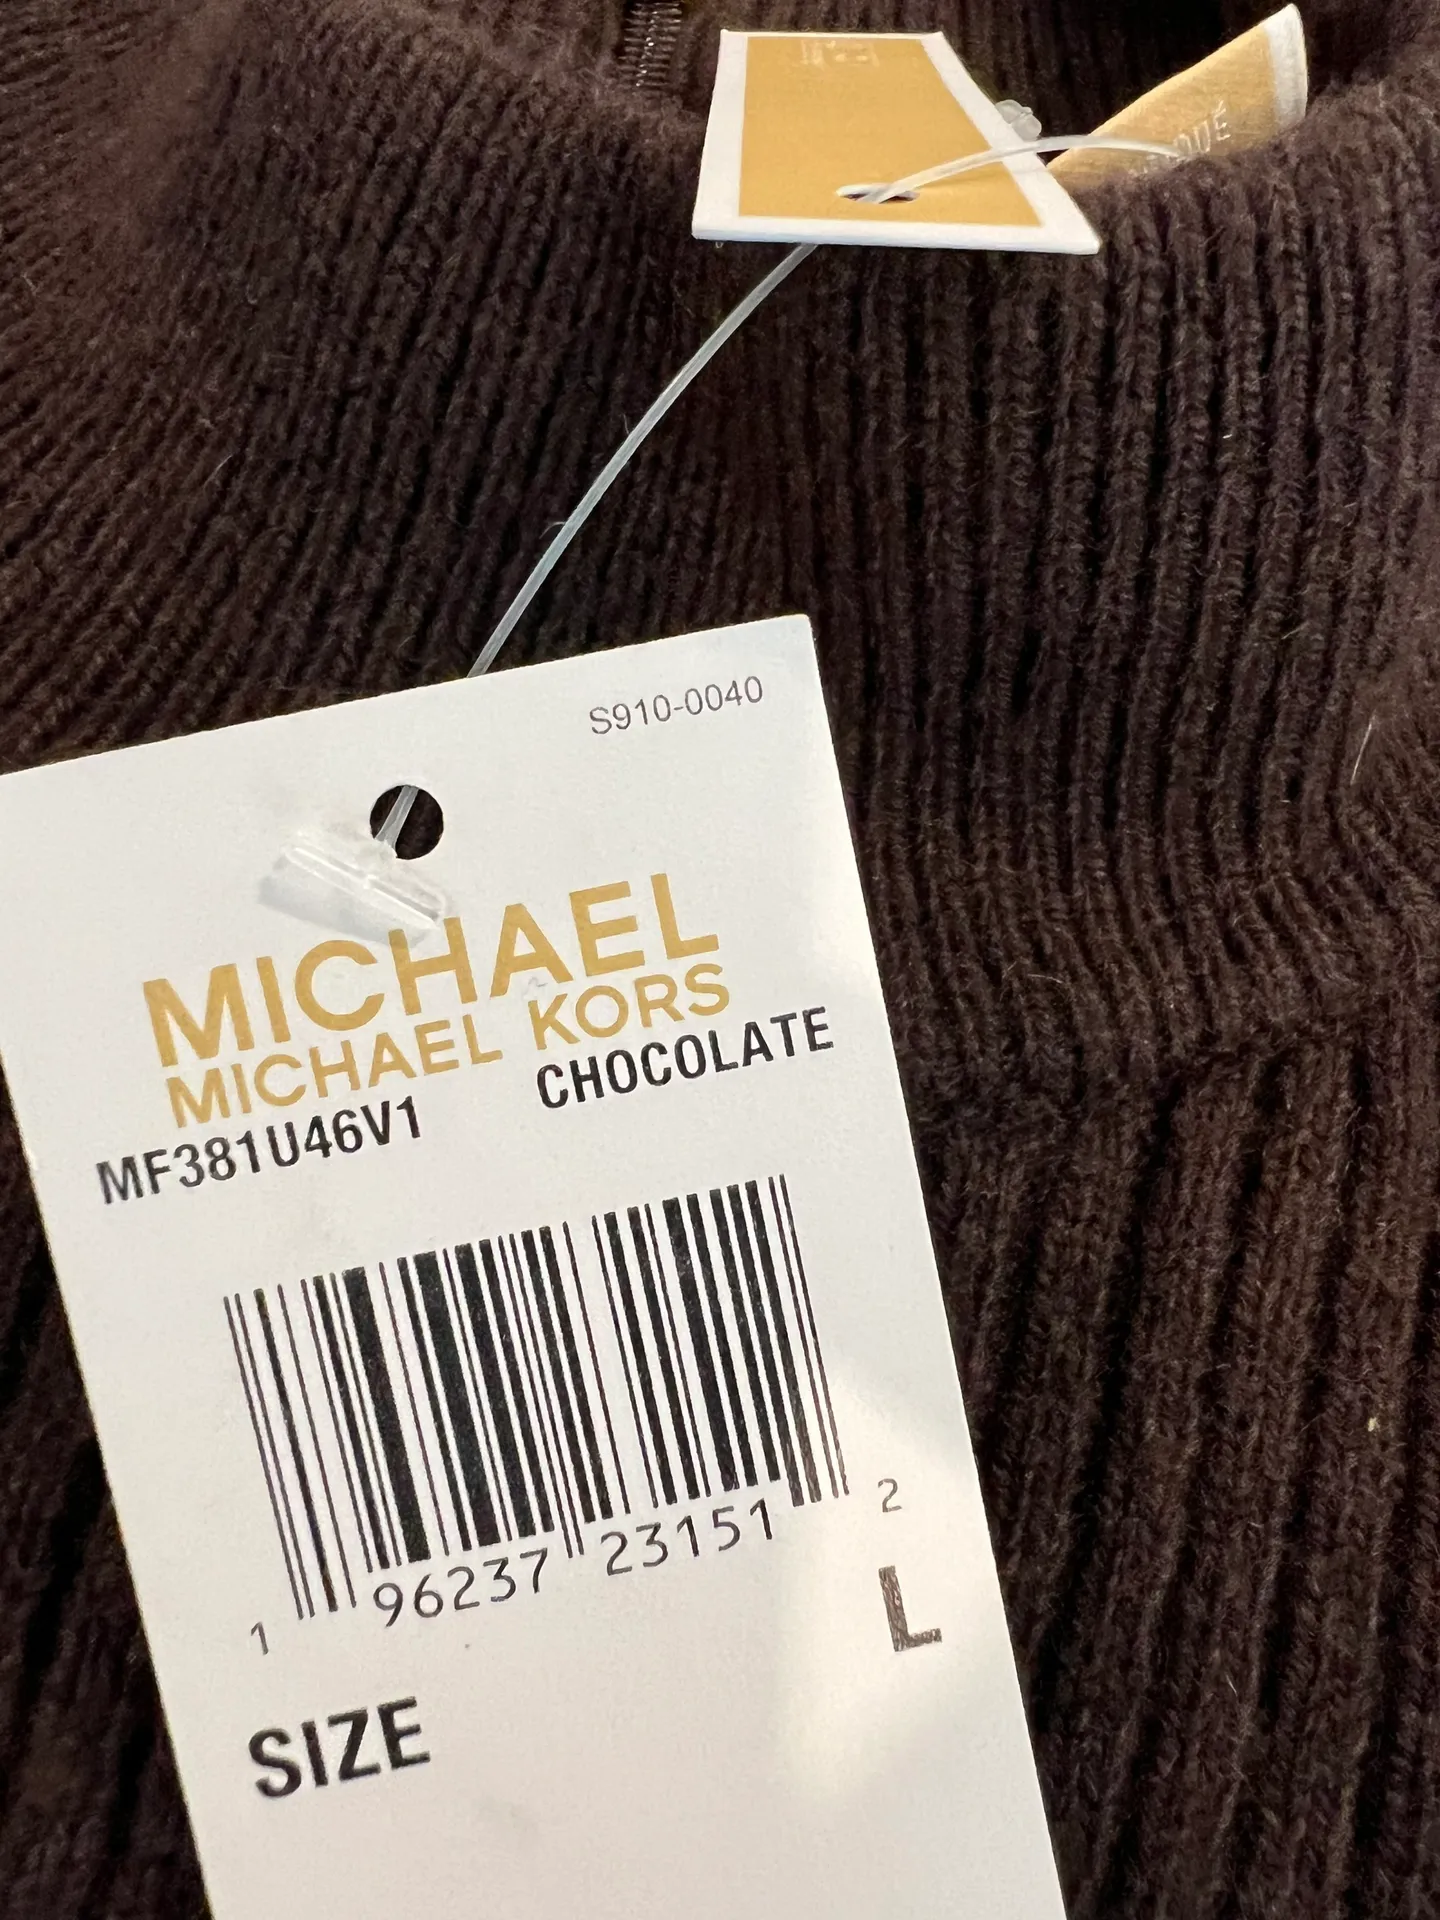 S910-0040
MICHAEL
MICHAEL KORS
MF381U46V1 CHOCOLATE
1 96237 23151 2
SIZE L